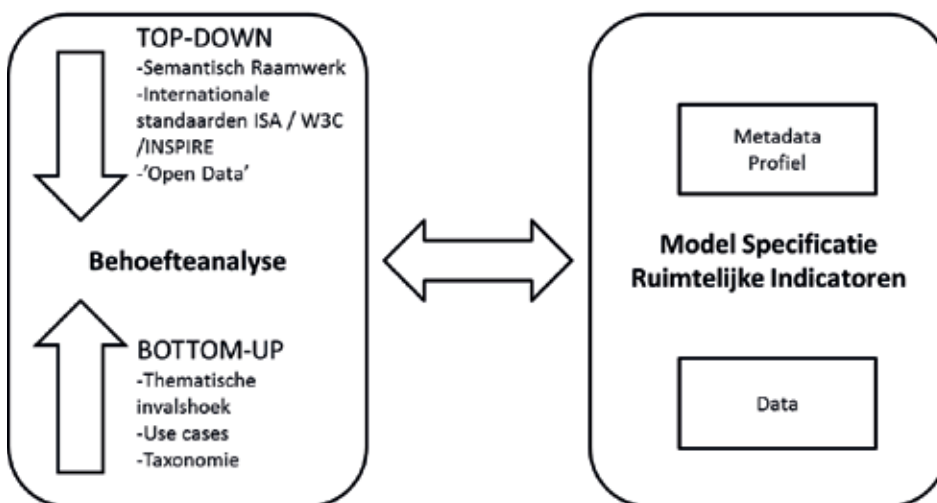 TOP-DOWN
-Semantisch Raamwerk
-Internationale
standaarden ISA / W3C
/INSPIRE
-'Open Data'
Behoefteanalyse
BOTTOM-UP
-Thematische
invalshoek
-Use cases
-Taxonomie
Metadata
Profiel
Model Specificatie
Ruimtelijke Indicatoren
Data